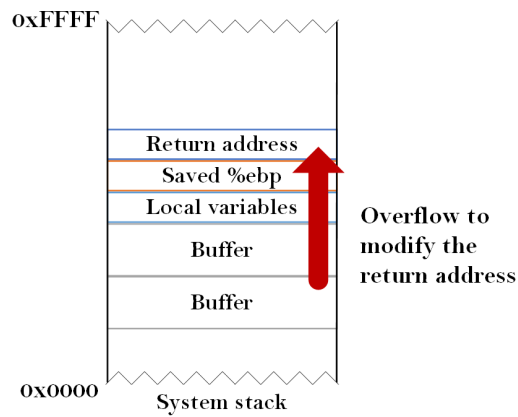 0xFFFF
Return address
Saved %ebp
Local variables
Buffer
Buffer
Overflow to
modify the
return address
0x0000
System stack